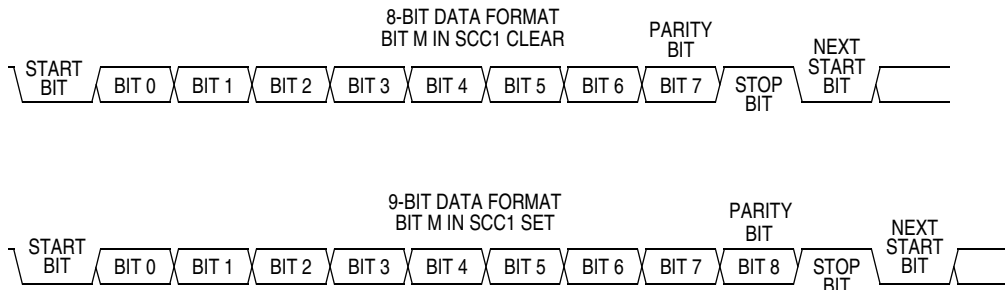 8-BIT DATA FORMAT
BIT M IN SCC1 CLEAR
PARITY
BIT
START
BIT
BIT 0
BIT 1
BIT 2
BIT 3
BIT 4
BIT 5
BIT 6
BIT 7
STOP
BIT
NEXT
START
BIT
9-BIT DATA FORMAT
BIT M IN SCC1 SET
PARITY
BIT
START
BIT
BIT 0
BIT 1
BIT 2
BIT 3
BIT 4
BIT 5
BIT 6
BIT 7
BIT 8
STOP
BIT
NEXT
START
BIT